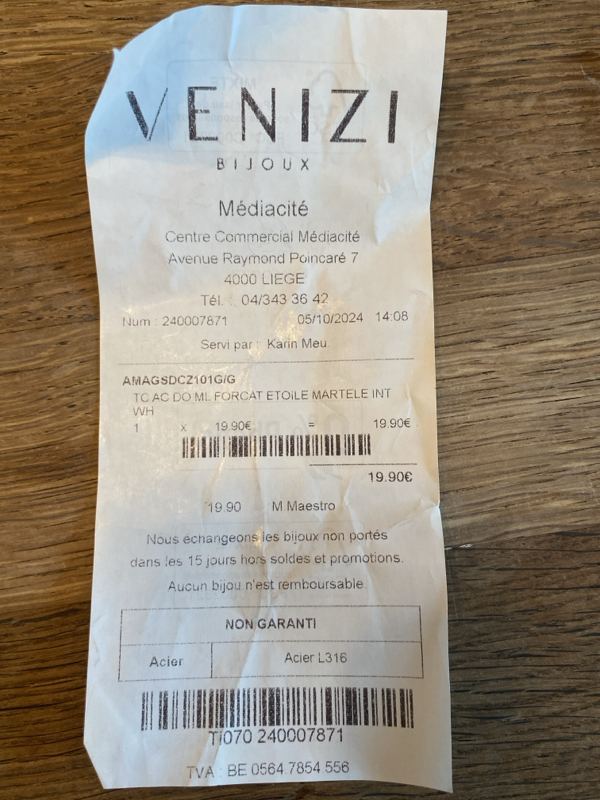 VENIZI
BIJOUX
Médiacité
Centre Commercial Médiacité
Avenue Raymond Poincaré 7
4000 LIEGE
Tél. : 04/343 36 42
Num : 240007871 05/10/2024 14:08
Servi par : Karin Meu
AMAGSDCZ101G/G
TC AC DO ML FORCAT ETOILE MARTELE INT
WH
1 x 19.90€ = 19.90€
19.90€
19.90 M Maestro
Nous échangeons les bijoux non portés
dans les 15 jours hors soldes et promotions.
Aucun bijou n'est remboursable
NON GARANTI
Acier Acier L316
TI070 240007871
TVA : BE 0564.7854.556